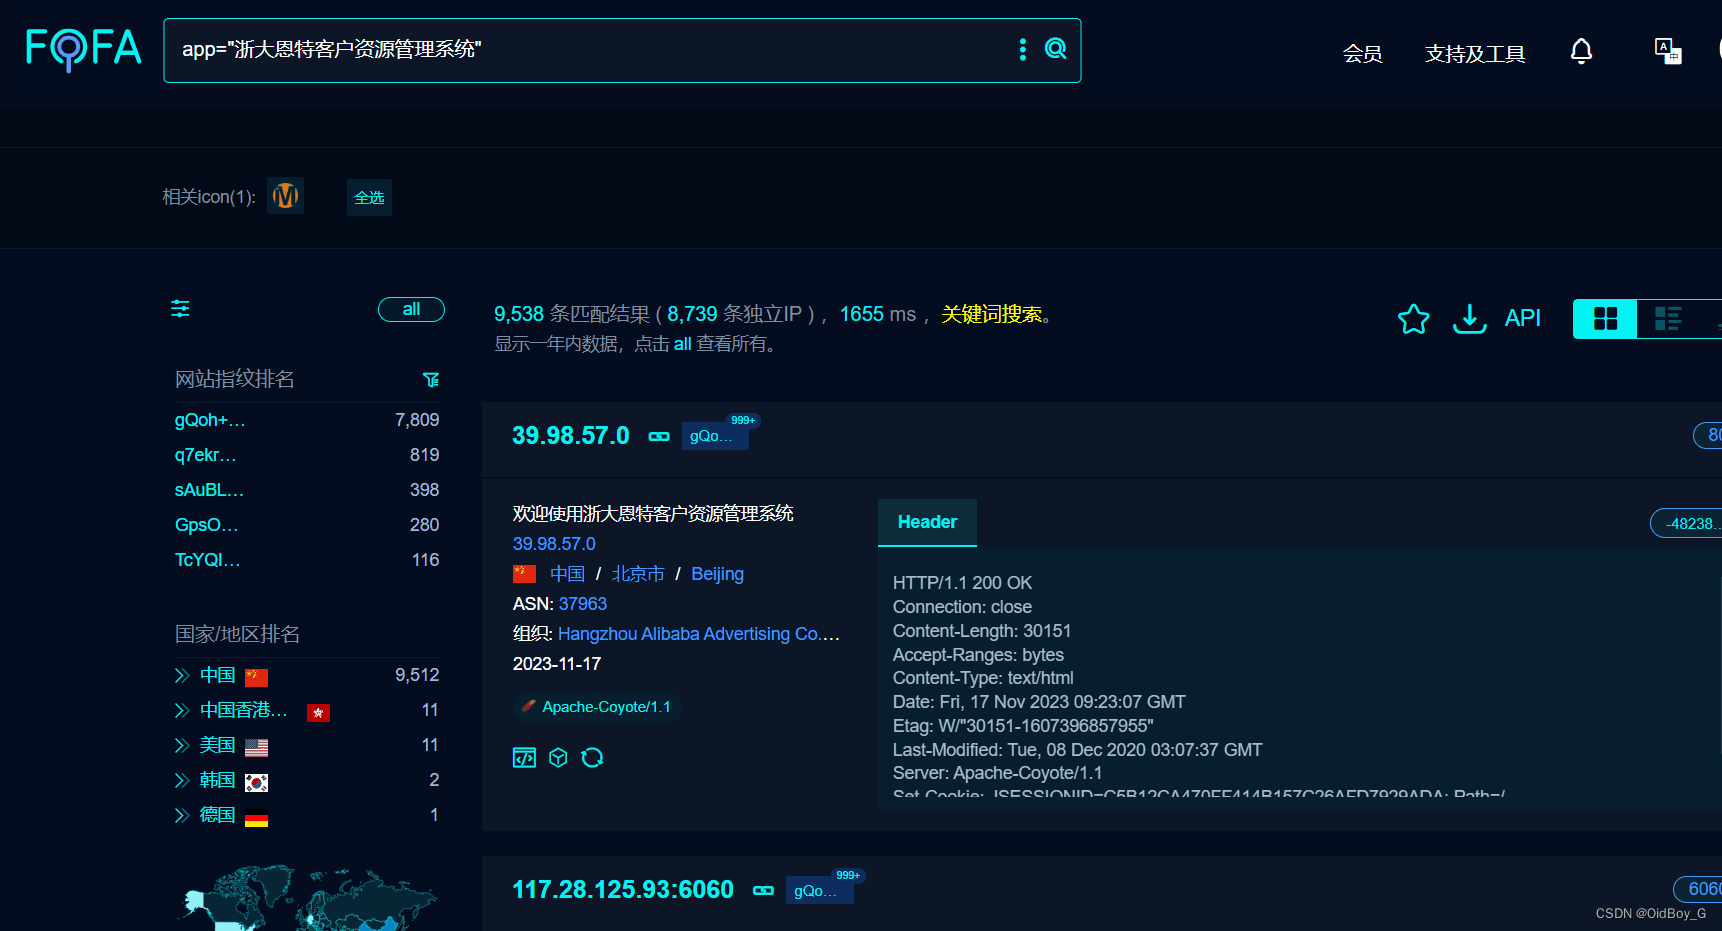 FOFA
app="浙大恩特客户资源管理系统"
会员
支持及工具
相关icon(1):
全选
all
9,538 条匹配结果 ( 8,739 条独立IP ) ， 1655 ms ， 关键词搜索。
显示一年内数据，点击 all 查看所有。
API
网站指纹排名
gQoh+… 7,809
q7ekr… 819
sAuBL… 398
GpsO… 280
TcYQI… 116
国家/地区排名
中国 9,512
中国香港… 11
美国 11
韩国 2
德国 1
39.98.57.0 gQo… 999+
80
欢迎使用浙大恩特客户资源管理系统
39.98.57.0
中国 / 北京市 / Beijing
ASN: 37963
组织: Hangzhou Alibaba Advertising Co.…
2023-11-17
Apache-Coyote/1.1
Header
-48238…
HTTP/1.1 200 OK
Connection: close
Content-Length: 30151
Accept-Ranges: bytes
Content-Type: text/html
Date: Fri, 17 Nov 2023 09:23:07 GMT
Etag: W/"30151-1607396857955"
Last-Modified: Tue, 08 Dec 2020 03:07:37 GMT
Server: Apache-Coyote/1.1
Set-Cookie: JSESSIONID=C5B12CA470FF414B157C26AFD7929ADA; Path=/
117.28.125.93:6060 gQo… 999+
6060
CSDN @OidBoy_G